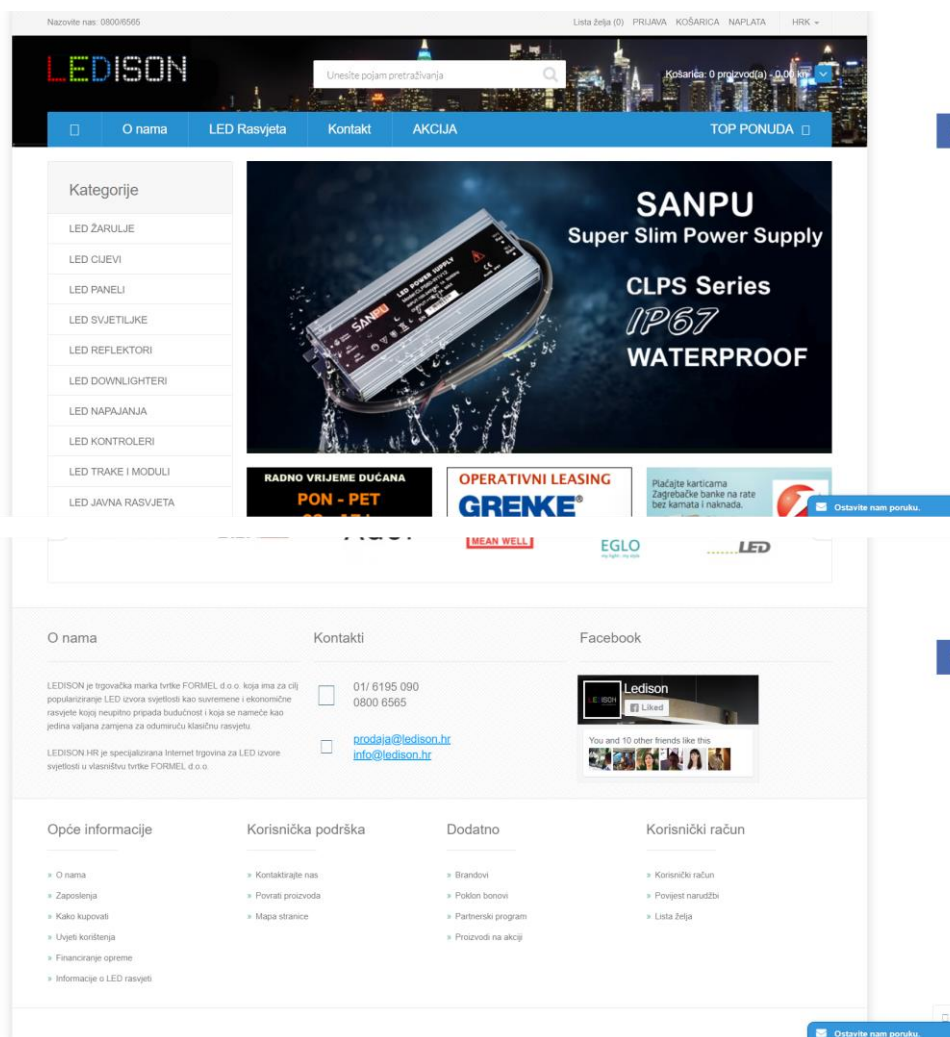 Nazovite nas: 0800/6565
Lista želja (0) PRIJAVA KOŠARICA NAPLATA HRK
LEDISON
Unesite pojam pretraživanja
Košarica: 0 proizvod(a) - 0,00 kn
O nama LED Rasvjeta Kontakt AKCIJA TOP PONUDA
Kategorije
LED ŽARULJE
LED CIJEVI
LED PANELI
LED SVJETILJKE
LED REFLEKTORI
LED DOWNLIGHTERI
LED NAPAJANJA
LED KONTROLERI
LED TRAKE I MODULI
LED JAVNA RASVJETA
SANPU
LED POWER SUPPLY
SANPU
Super Slim Power Supply
CLPS Series
IP67
WATERPROOF
RADNO VRIJEME DUĆANA
PON - PET
OPERATIVNI LEASING
GRENKE®
Plaćajte karticama
Zagrebačke banke na rate
bez kamata i naknada.
Ostavite nam poruku.
MEAN WELL
EGLO
my light | my style
LED
O nama
LEDISON je trgovačka marka tvrtke FORMEL d.o.o. koja ima za cilj
populariziranje LED izvora svjetlosti kao suvremene i ekonomične
rasvjete kojoj neupitno pripada budućnost i koja se nameće kao
jedina valjana zamjena za odumiruću klasičnu rasvjetu.
LEDISON.HR je specijalizirana Internet trgovina za LED izvore
svjetlosti u vlasništvu tvrtke FORMEL d.o.o.
Kontakti
01/ 6195 090
0800 6565
prodaja@ledison.hr
info@ledison.hr
Facebook
LEDISON
Ledison
Liked
You and 10 other friends like this
Opće informacije
» O nama
» Zaposlenja
» Kako kupovati
» Uvjeti korištenja
» Financiranje opreme
» Informacije o LED rasvjeti
Korisnička podrška
» Kontaktirajte nas
» Povrati proizvoda
» Mapa stranice
Dodatno
» Brandovi
» Poklon bonovi
» Partnerski program
» Proizvodi na akciji
Korisnički račun
» Korisnički račun
» Povijest narudžbi
» Lista želja
Ostavite nam poruku.